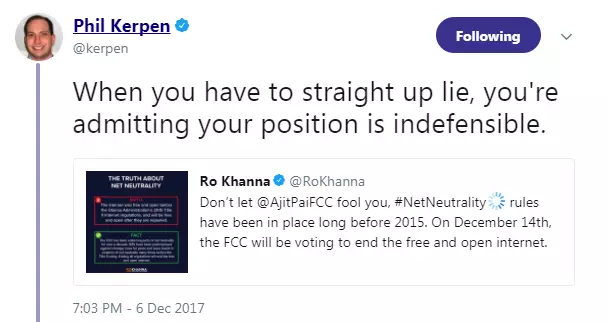 Phil Kerpen
@kerpen
Following
When you have to straight up lie, you're
admitting your position is indefensible.
THE TRUTH ABOUT
NET NEUTRALITY
MYTH
FACT
RO KHANNA
Ro Khanna @RoKhanna
Don't let @AjitPaiFCC fool you, #NetNeutrality rules
have been in place long before 2015. On December 14th,
the FCC will be voting to end the free and open internet.
7:03 PM - 6 Dec 2017